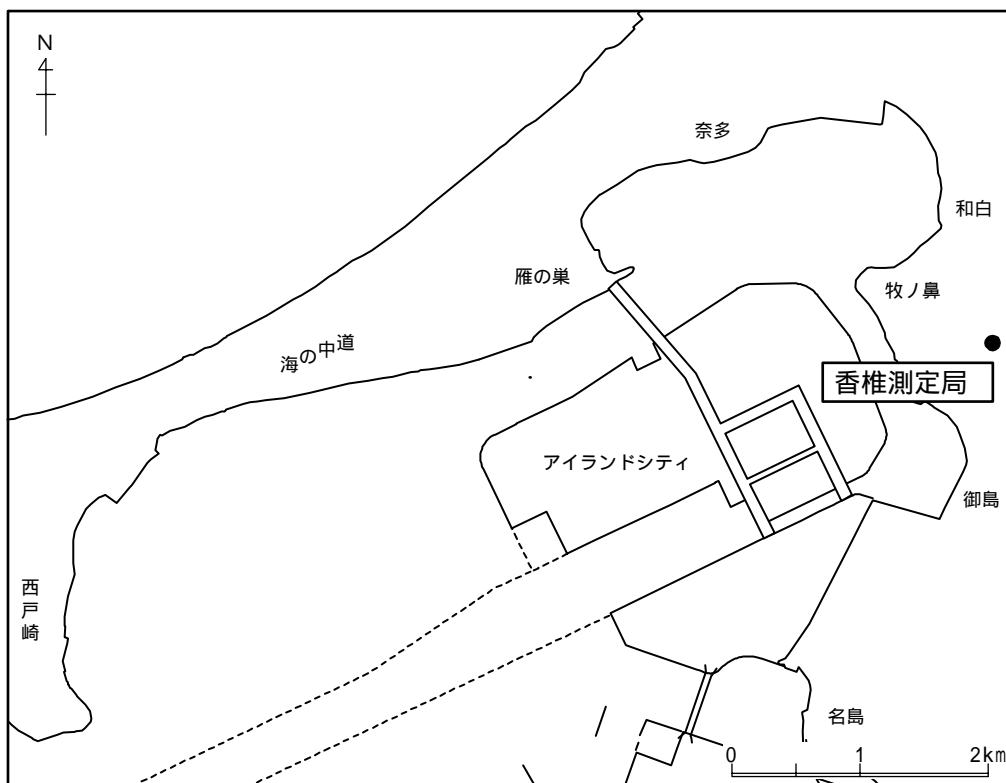 N
奈多
和白
雁の巣
牧ノ鼻
海の中道
香椎測定局
アイランドシティ
御島
西戸崎
名島
0 1 2km